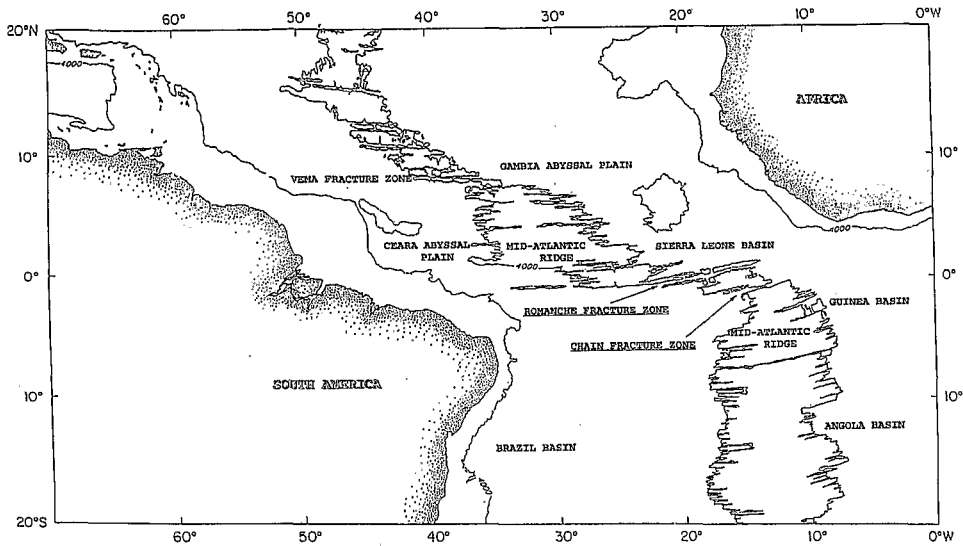 60° 50° 40° 30° 20° 10° 0°W
20°N
4000
AFRICA
10° 10°
GAMBIA ABYSSAL PLAIN
VEMA FRACTURE ZONE
4000
CEARA ABYSSAL
PLAIN
MID-ATLANTIC
RIDGE
SIERRA LEONE BASIN
4000
0° 0°
ROMANCHE FRACTURE ZONE
GUINEA BASIN
CHAIN FRACTURE ZONE
MID-ATLANTIC
RIDGE
SOUTH AMERICA
10° 10°
ANGOLA BASIN
BRAZIL BASIN
20°S
60° 50° 40° 30° 20° 10° 0°W